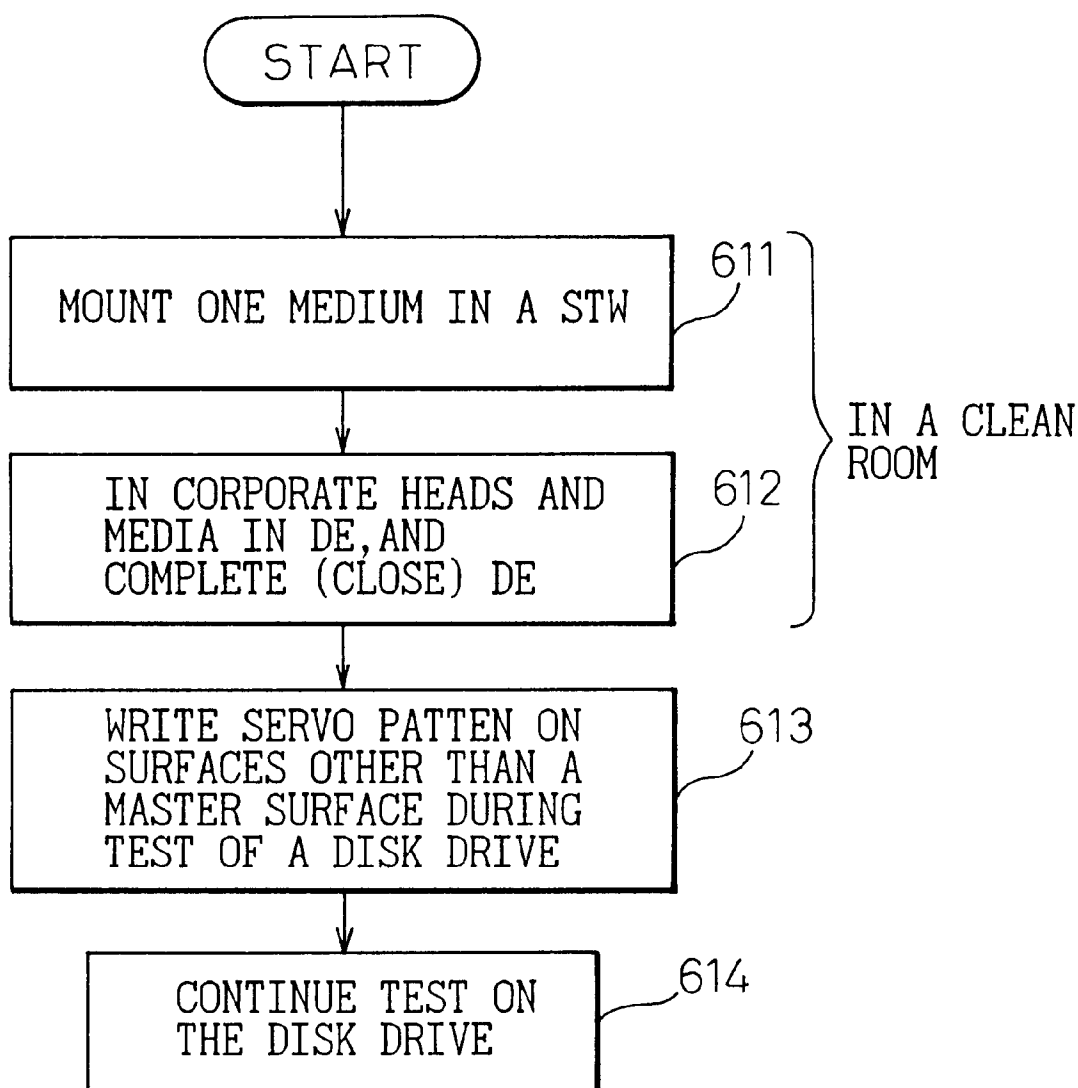 START
MOUNT ONE MEDIUM IN A STW
611
IN CORPORATE HEADS AND
MEDIA IN DE, AND
COMPLETE (CLOSE) DE
612
IN A CLEAN
ROOM
WRITE SERVO PATTEN ON
SURFACES OTHER THAN A
MASTER SURFACE DURING
TEST OF A DISK DRIVE
613
CONTINUE TEST ON
THE DISK DRIVE
614